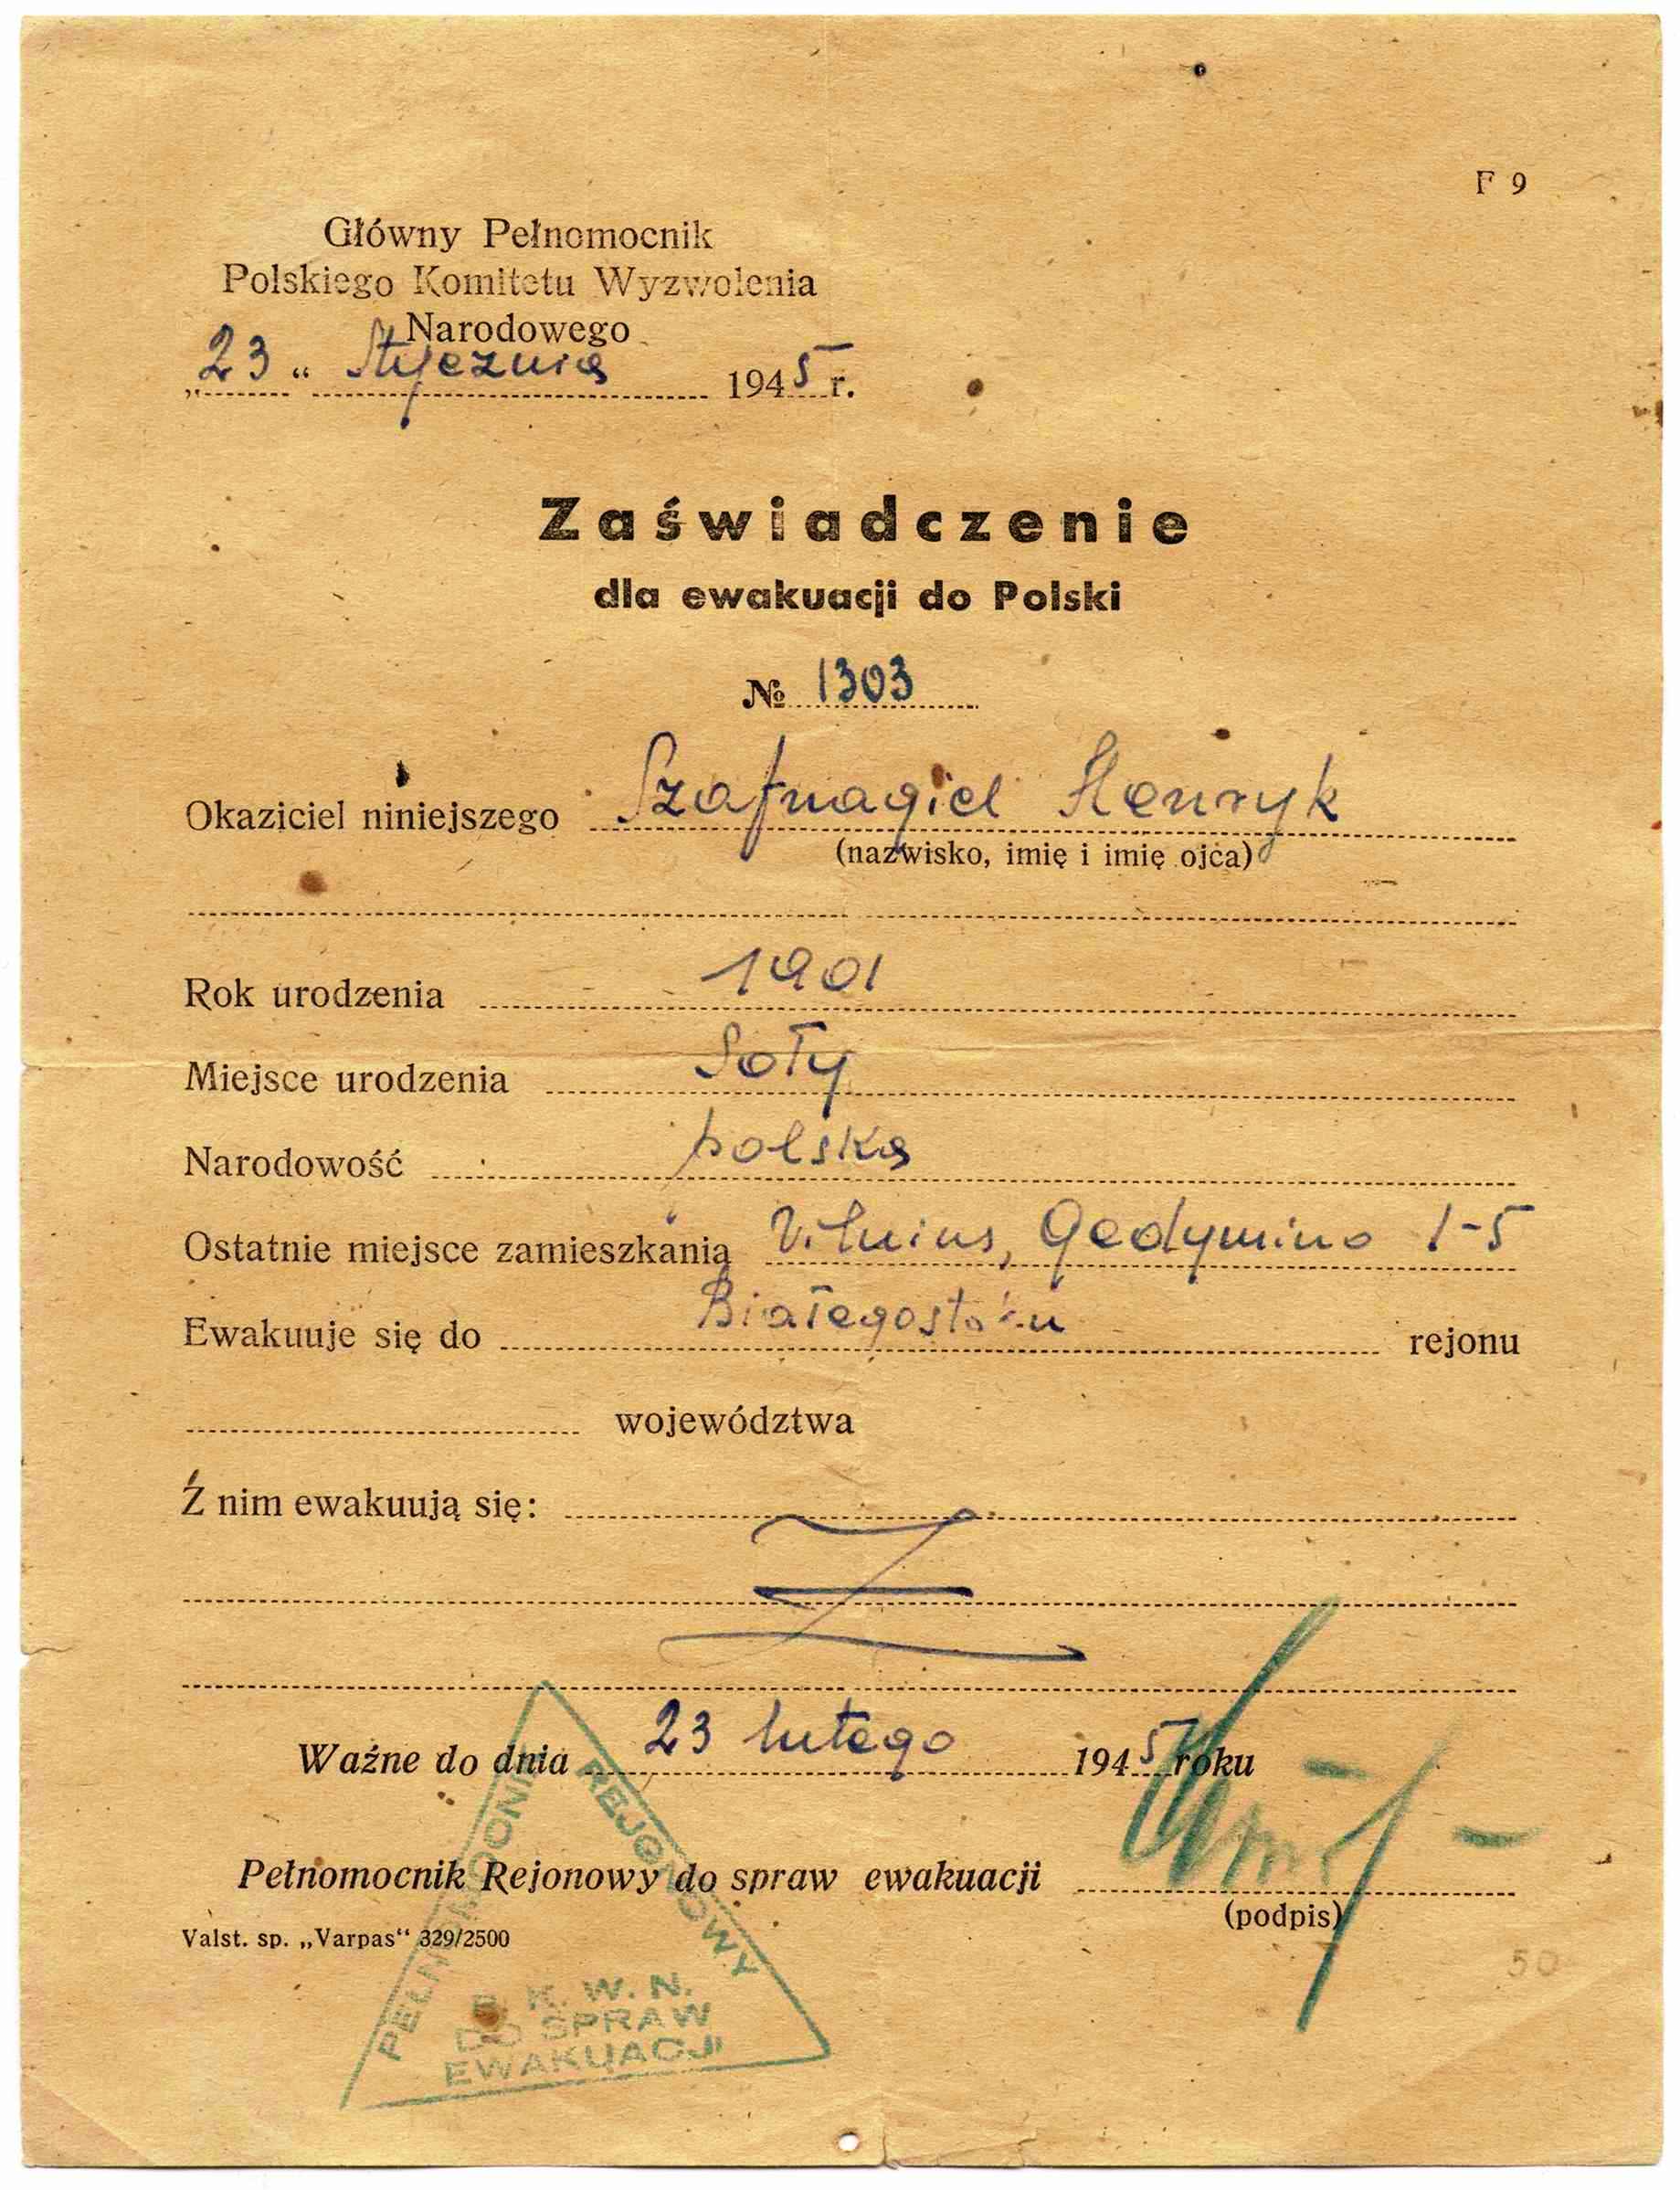 F 9
Główny Pełnomocnik
Polskiego Komitetu Wyzwolenia
Narodowego
„23“ Stycznia 1945 r.
Zaświadczenie
dla ewakuacji do Polski
№ 1303
Okaziciel niniejszego Szafnagiel Henryk
(nazwisko, imię i imię ojca)
Rok urodzenia 1901
Miejsce urodzenia Soły
Narodowość polska
Ostatnie miejsce zamieszkania Vilnius, Gedymino 1-5
Ewakuuje się do Białegostoku rejonu
województwa
Z nim ewakuują się:
Ważne do dnia 23 lutego 1945 roku
Pełnomocnik Rejonowy do spraw ewakuacji
(podpis)
Valst. sp. „Varpas“ 329/2500
PEŁNOMOCNIK REJONOWY
P. K. W. N.
DO SPRAW
EWAKUACJI
50